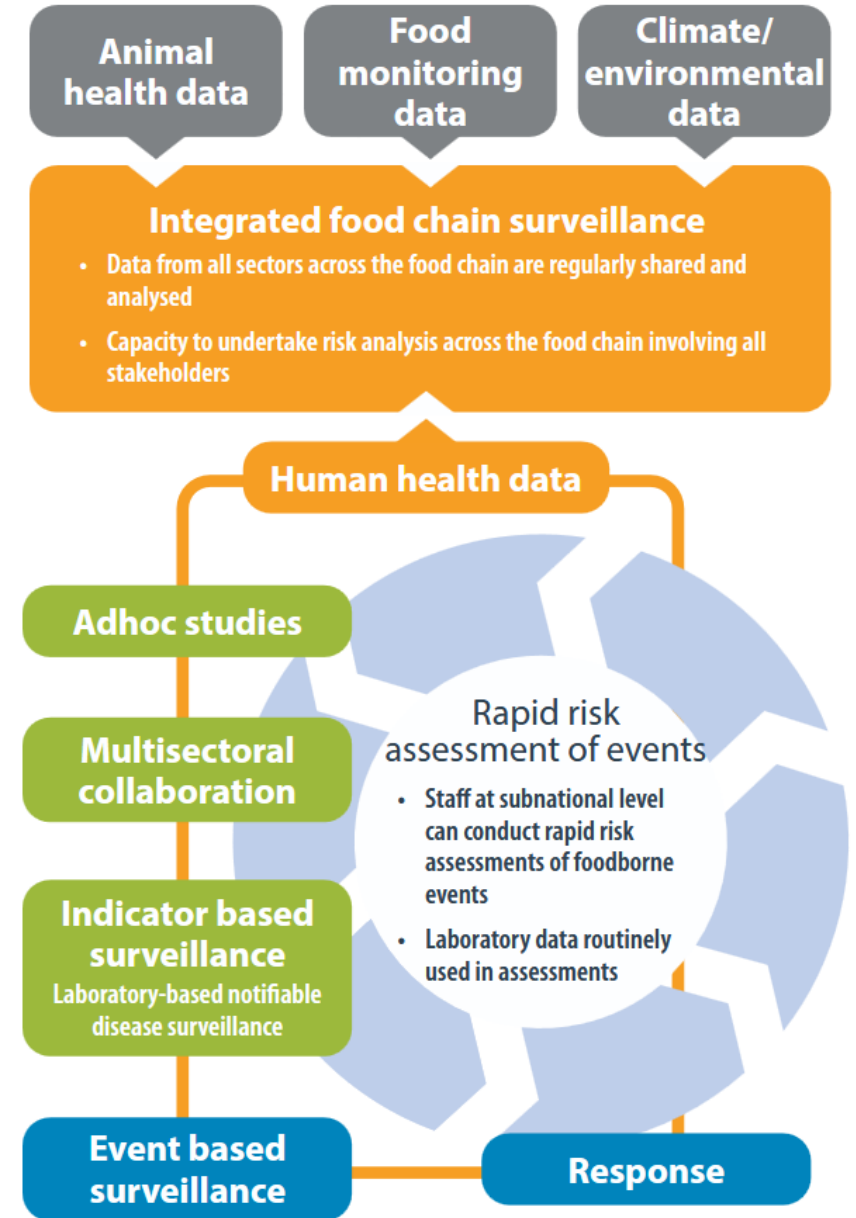 Animal
health data
Food
monitoring
data
Climate/
environmental
data
Integrated food chain surveillance
• Data from all sectors across the food chain are regularly shared and
analysed
• Capacity to undertake risk analysis across the food chain involving all
stakeholders
Human health data
Adhoc studies
Multisectoral
collaboration
Indicator based
surveillance
Laboratory-based notifiable
disease surveillance
Event based
surveillance
Rapid risk
assessment of events
• Staff at subnational level
can conduct rapid risk
assessments of foodborne
events
• Laboratory data routinely
used in assessments
Response